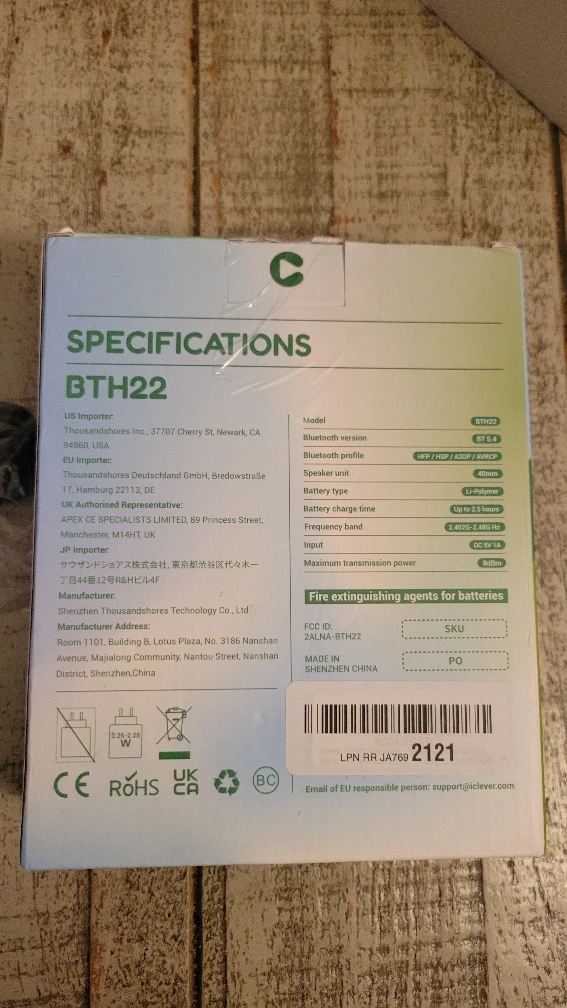 SPECIFICATIONS
BTH22
US Importer:
Thousandshores Inc., 37707 Cherry St, Newark, CA
94560, USA
EU Importer:
Thousandshores Deutschland GmbH, Bredowstraße
17, Hamburg 22113, DE
UK Authorised Representative:
APEX CE SPECIALISTS LIMITED, 89 Princess Street,
Manchester, M14HT, UK
JP Importer:
サウザンドショアス株式会社, 東京都渋谷区代々木一
丁目44番12号R&Hビル4F
Manufacturer:
Shenzhen Thousandshores Technology Co., Ltd
Manufacturer Address:
Room 1101, Building B, Lotus Plaza, No. 3186 Nanshan
Avenue, Majialong Community, Nantou Street, Nanshan
District, Shenzhen,China
0.25-2.25
W
CE RoHS UK CA BC
Model BTH22
Bluetooth version BT 5.4
Bluetooth profile HFP / HSP / A2DP / AVRCP
Speaker unit 40mm
Battery type Li-Polymer
Battery charge time Up to 2.5 hours
Frequency band 2.402G-2.48G Hz
Input DC 5V 1A
Maximum transmission power 8dBm
Fire extinguishing agents for batteries
FCC ID:
2ALNA-BTH22
SKU
MADE IN
SHENZHEN CHINA
PO
LPN RR JA769 2121
Email of EU responsible person: support@iclever.com